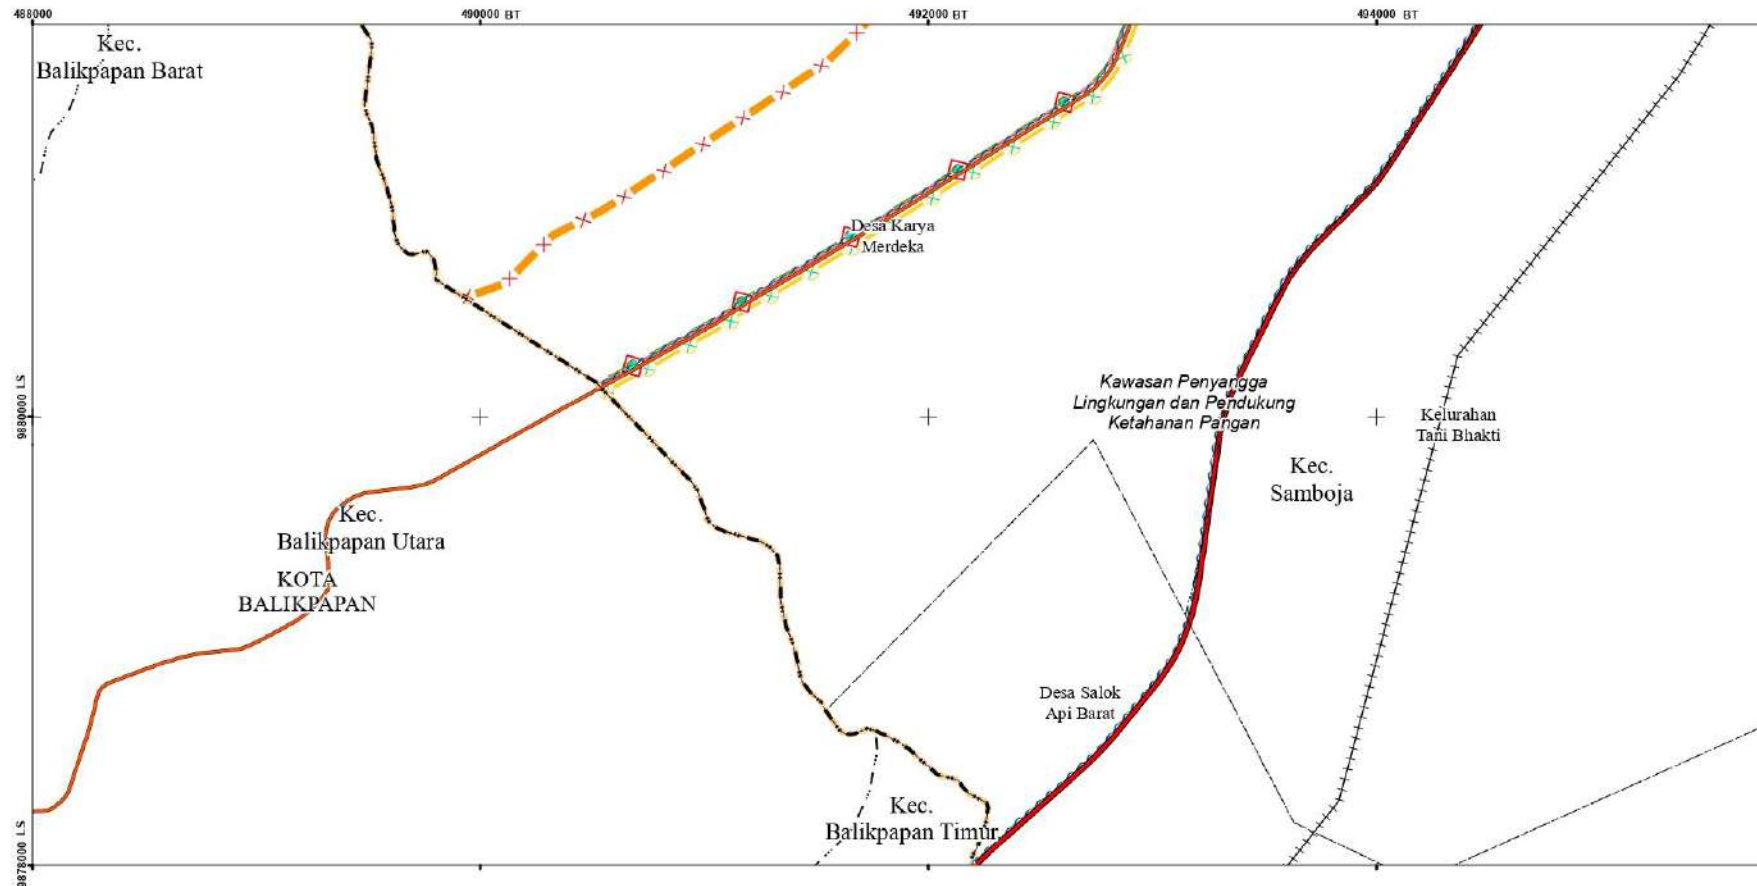 488000
490000 BT
492000 BT
494000 BT
Kec.
Balikpapan Barat
Desa Karya
Merdeka
Kawasan Penyangga
Lingkungan dan Pendukung
Ketahanan Pangan
9880000 LS
Kelurahan
Tani Bhakti
Kec.
Samboja
Kec.
Balikpapan Utara
KOTA
BALIKPAPAN
Desa Salok
Api Barat
Kec.
Balikpapan Timur
9878000 LS